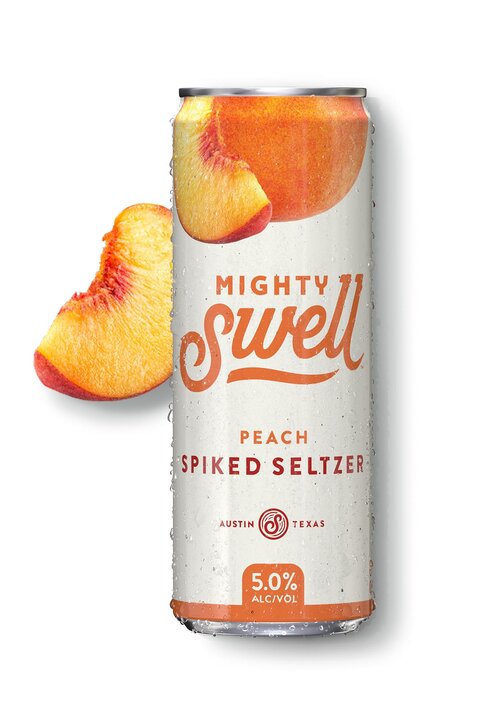 MIGHTY
Swell
PEACH
SPIKED SELTZER
AUSTIN S TEXAS
5.0%
ALC/VOL